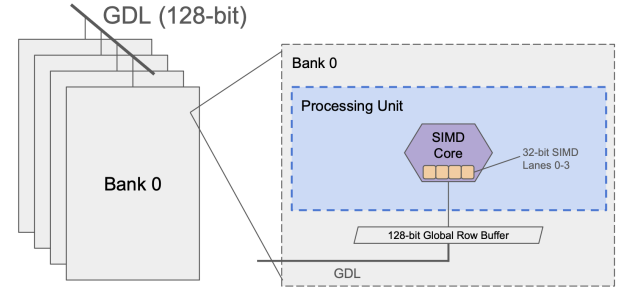 GDL (128-bit)
Bank 0
Bank 0
Processing Unit
SIMD
Core
32-bit SIMD
Lanes 0-3
128-bit Global Row Buffer
GDL